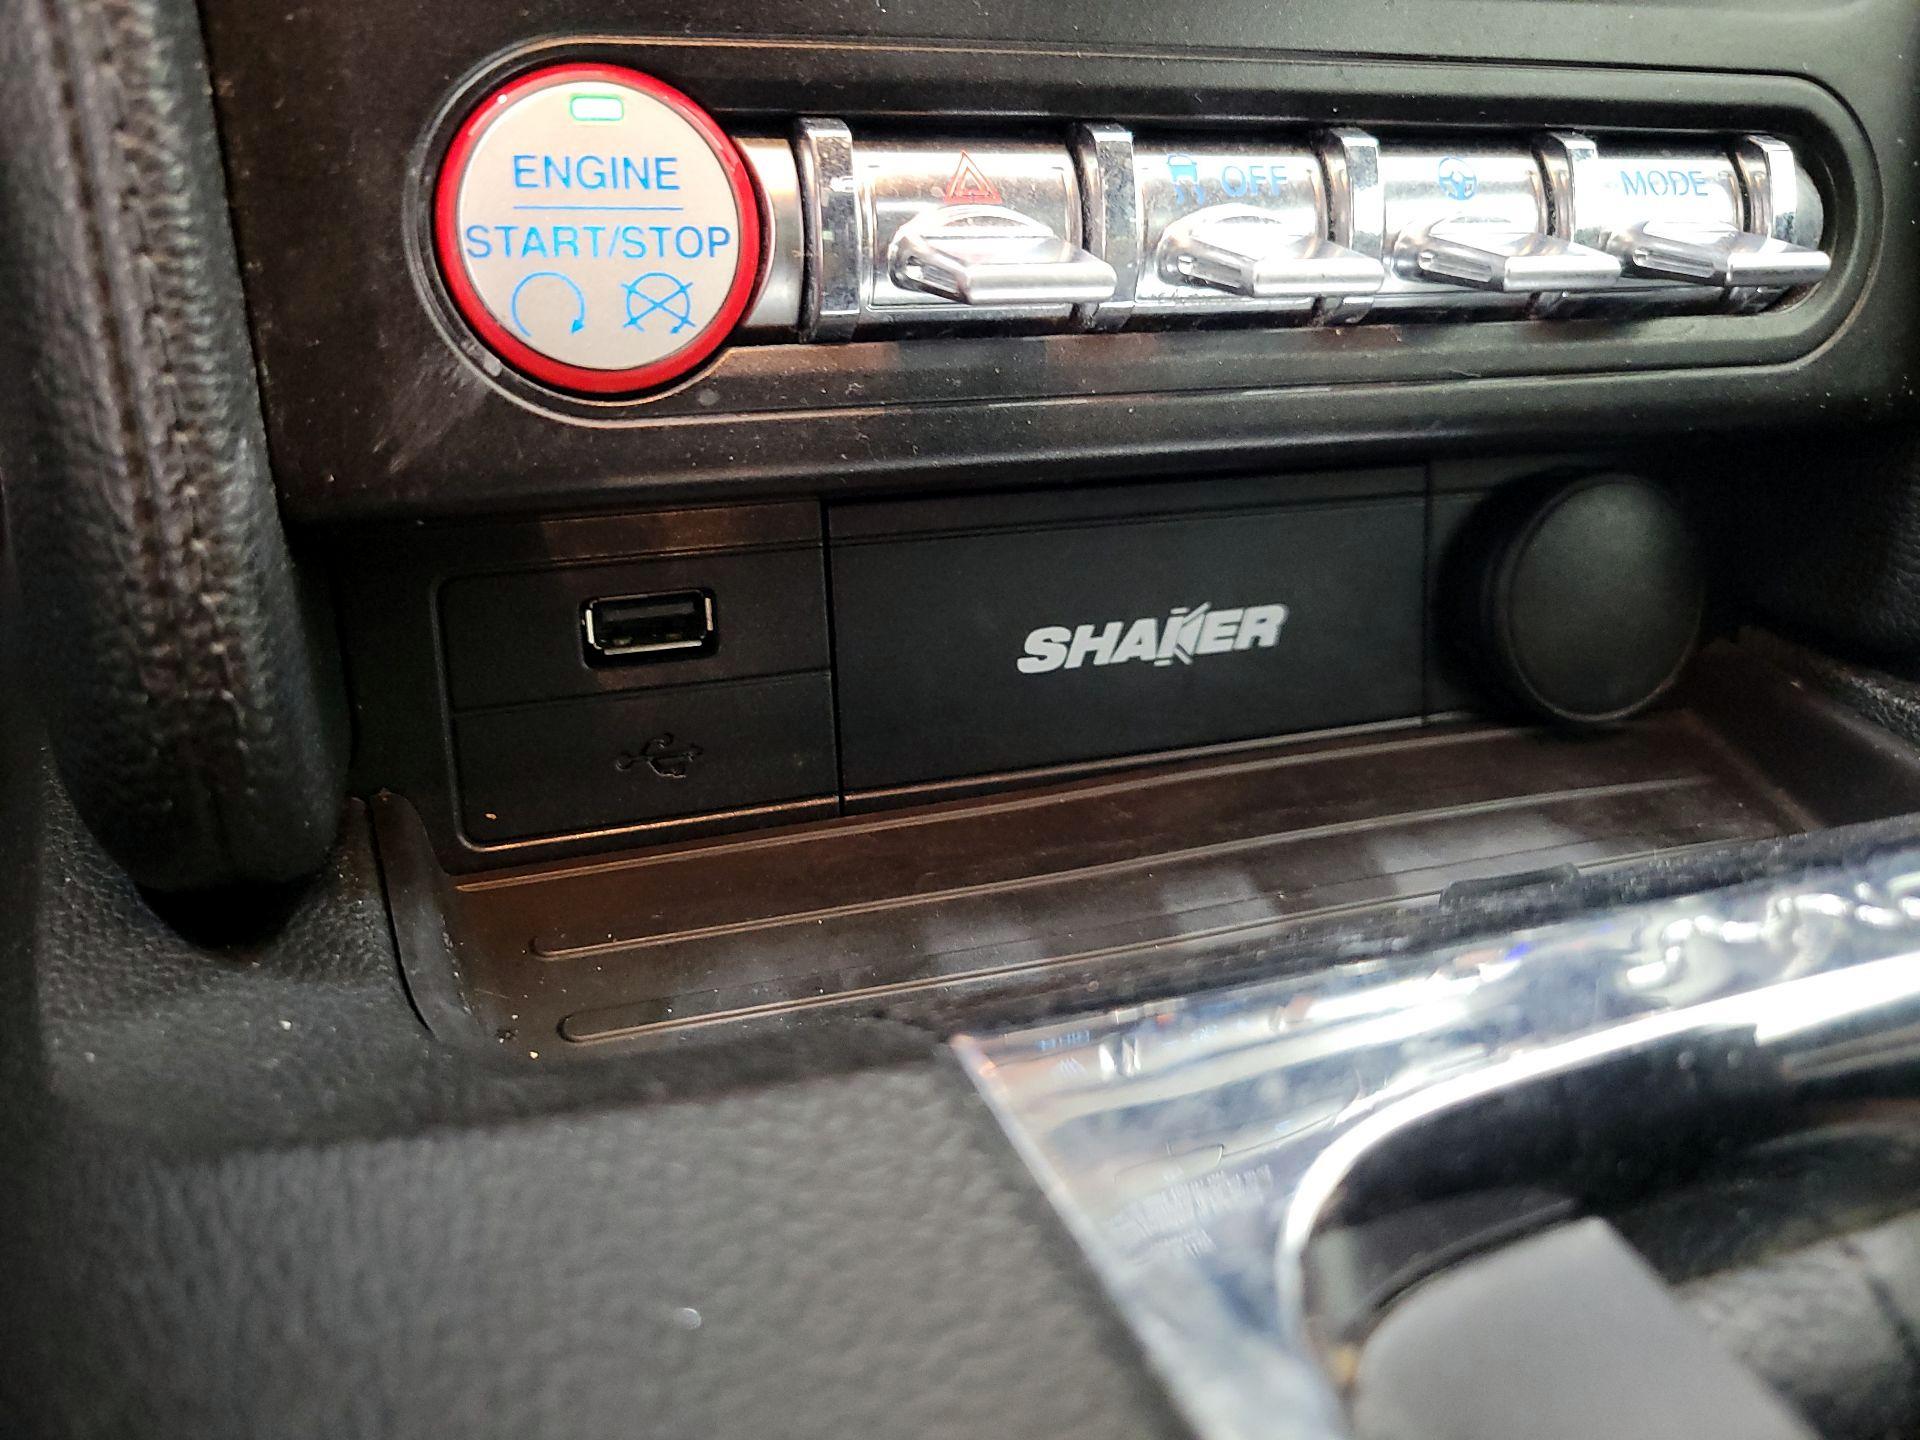 ENGINE
START/STOP
OFF
MODE
SHAKER